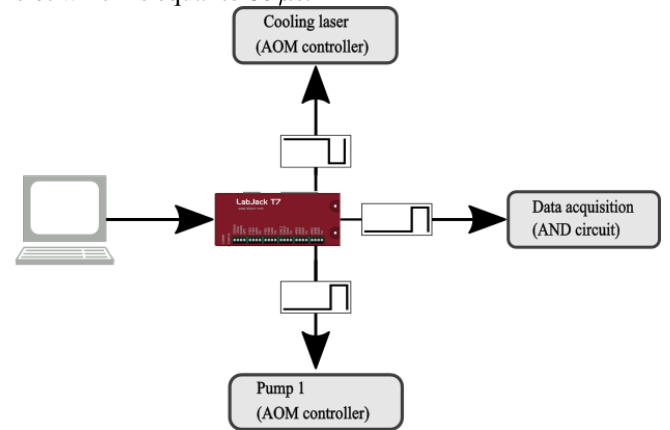 Cooling laser
(AOM controller)
LabJack T7
Data acquisition
(AND circuit)
Pump 1
(AOM controller)